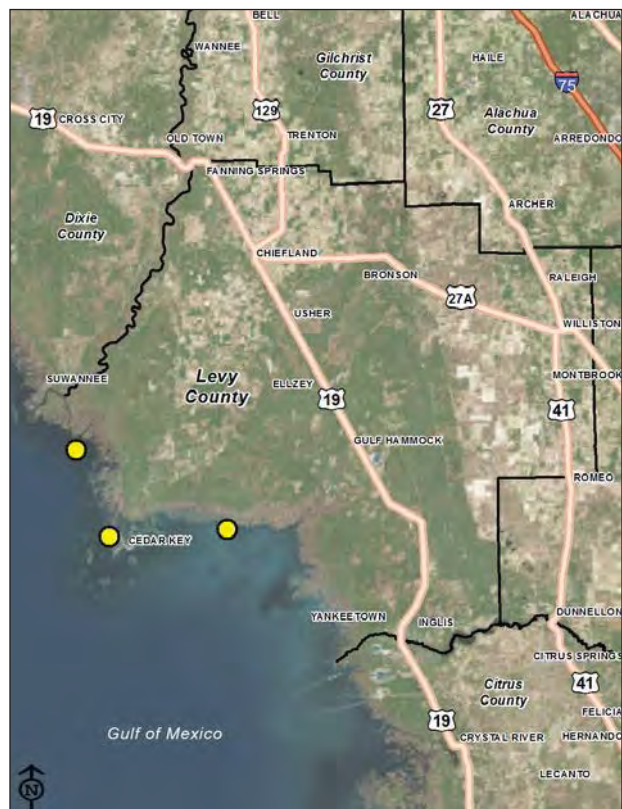 BELL
ALACHUA
WANNEE
Gilchrist
County
HAILE
75
19
CROSS CITY
129
27
Alachua
County
OLD TOWN
TRENTON
ARREDONDO
FANNING SPRINGS
Dixie
County
ARCHER
CHIEFLAND
BRONSON
RALEIGH
27A
USHER
WILLISTON
SUWANNEE
Levy
County
ELLZEY
MONTBROOK
19
41
GULF HAMMOCK
ROMEO
CEDAR KEY
YANKEETOWN
INGLIS
DUNNELLON
CITRUS SPRINGS
Citrus
County
41
19
FELICIA
Gulf of Mexico
CRYSTAL RIVER
HERNANDO
LECANTO
N